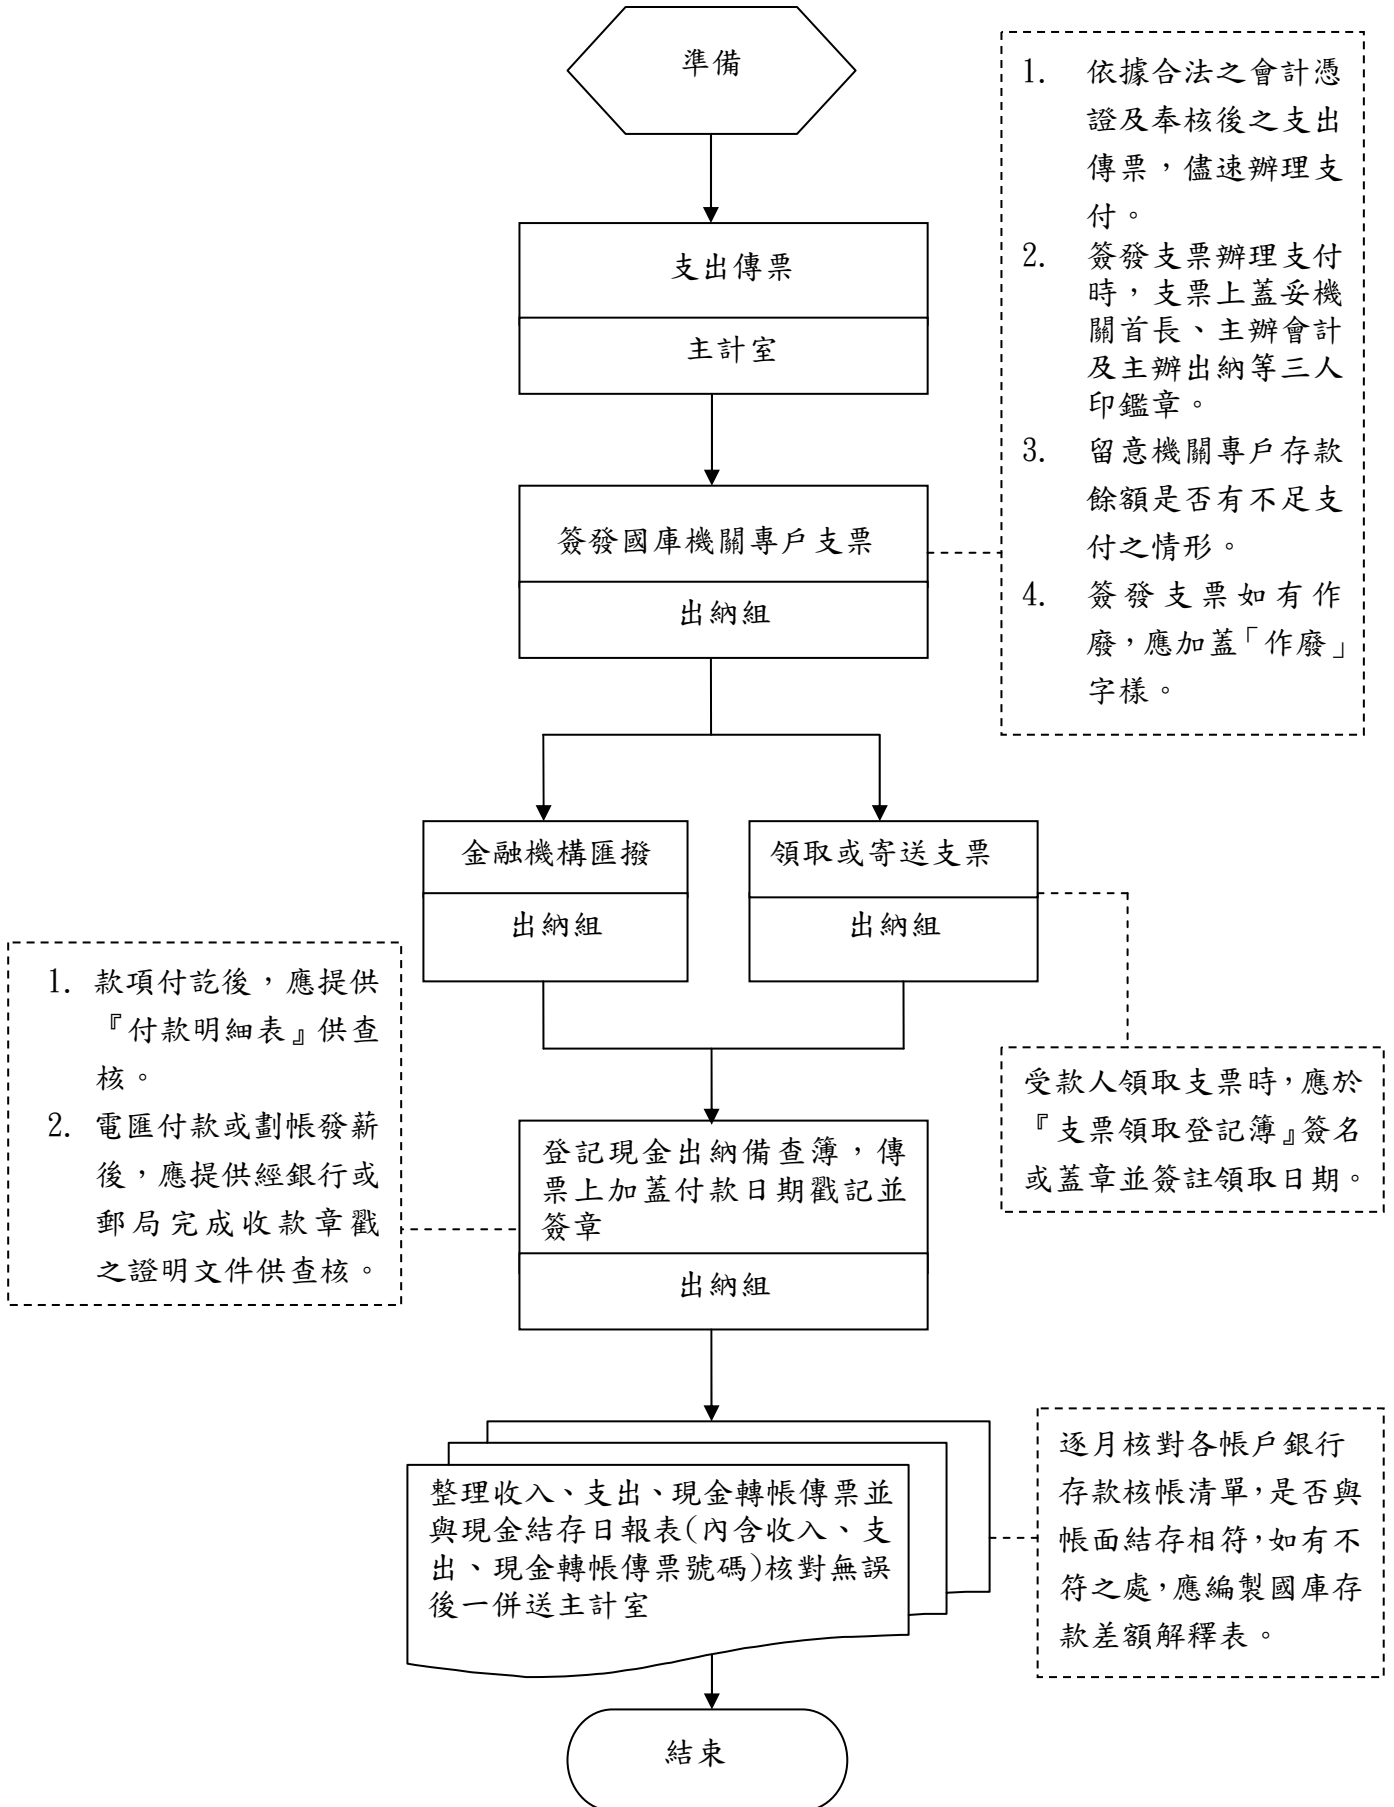 準備
1. 依據合法之會計憑
證及奉核後之支出
傳票，儘速辦理支
付。
2. 簽發支票辦理支付
時，支票上蓋妥機
關首長、主辦會計
及主辦出納等三人
印鑑章。
3. 留意機關專戶存款
餘額是否有不足支
付之情形。
4. 簽發支票如有作
廢，應加蓋「作廢」
字樣。
支出傳票
主計室
簽發國庫機關專戶支票
出納組
金融機構匯撥
出納組
領取或寄送支票
出納組
1. 款項付訖後，應提供
『付款明細表』供查
核。
2. 電匯付款或劃帳發薪
後，應提供經銀行或
郵局完成收款章戳
之證明文件供查核。
受款人領取支票時，應於
『支票領取登記簿』簽名
或蓋章並簽註領取日期。
登記現金出納備查簿，傳
票上加蓋付款日期戳記並
簽章
出納組
整理收入、支出、現金轉帳傳票並
與現金結存日報表(內含收入、支
出、現金轉帳傳票號碼)核對無誤
後一併送主計室
逐月核對各帳戶銀行
存款核帳清單，是否與
帳面結存相符，如有不
符之處，應編製國庫存
款差額解釋表。
結束